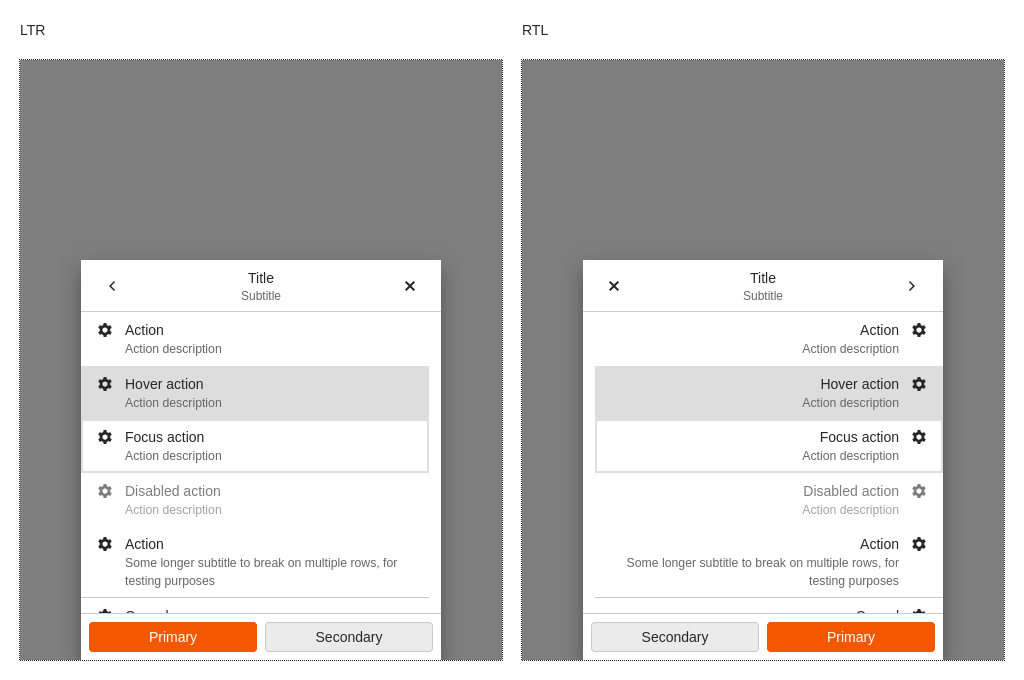 LTR
Title
Subtitle
Action
Action description
Hover action
Action description
Focus action
Action description
Disabled action
Action description
Action
Some longer subtitle to break on multiple rows, for
testing purposes
Primary
Secondary
RTL
Title
Subtitle
Action
Action description
Hover action
Action description
Focus action
Action description
Disabled action
Action description
Action
Some longer subtitle to break on multiple rows, for
testing purposes
Secondary
Primary